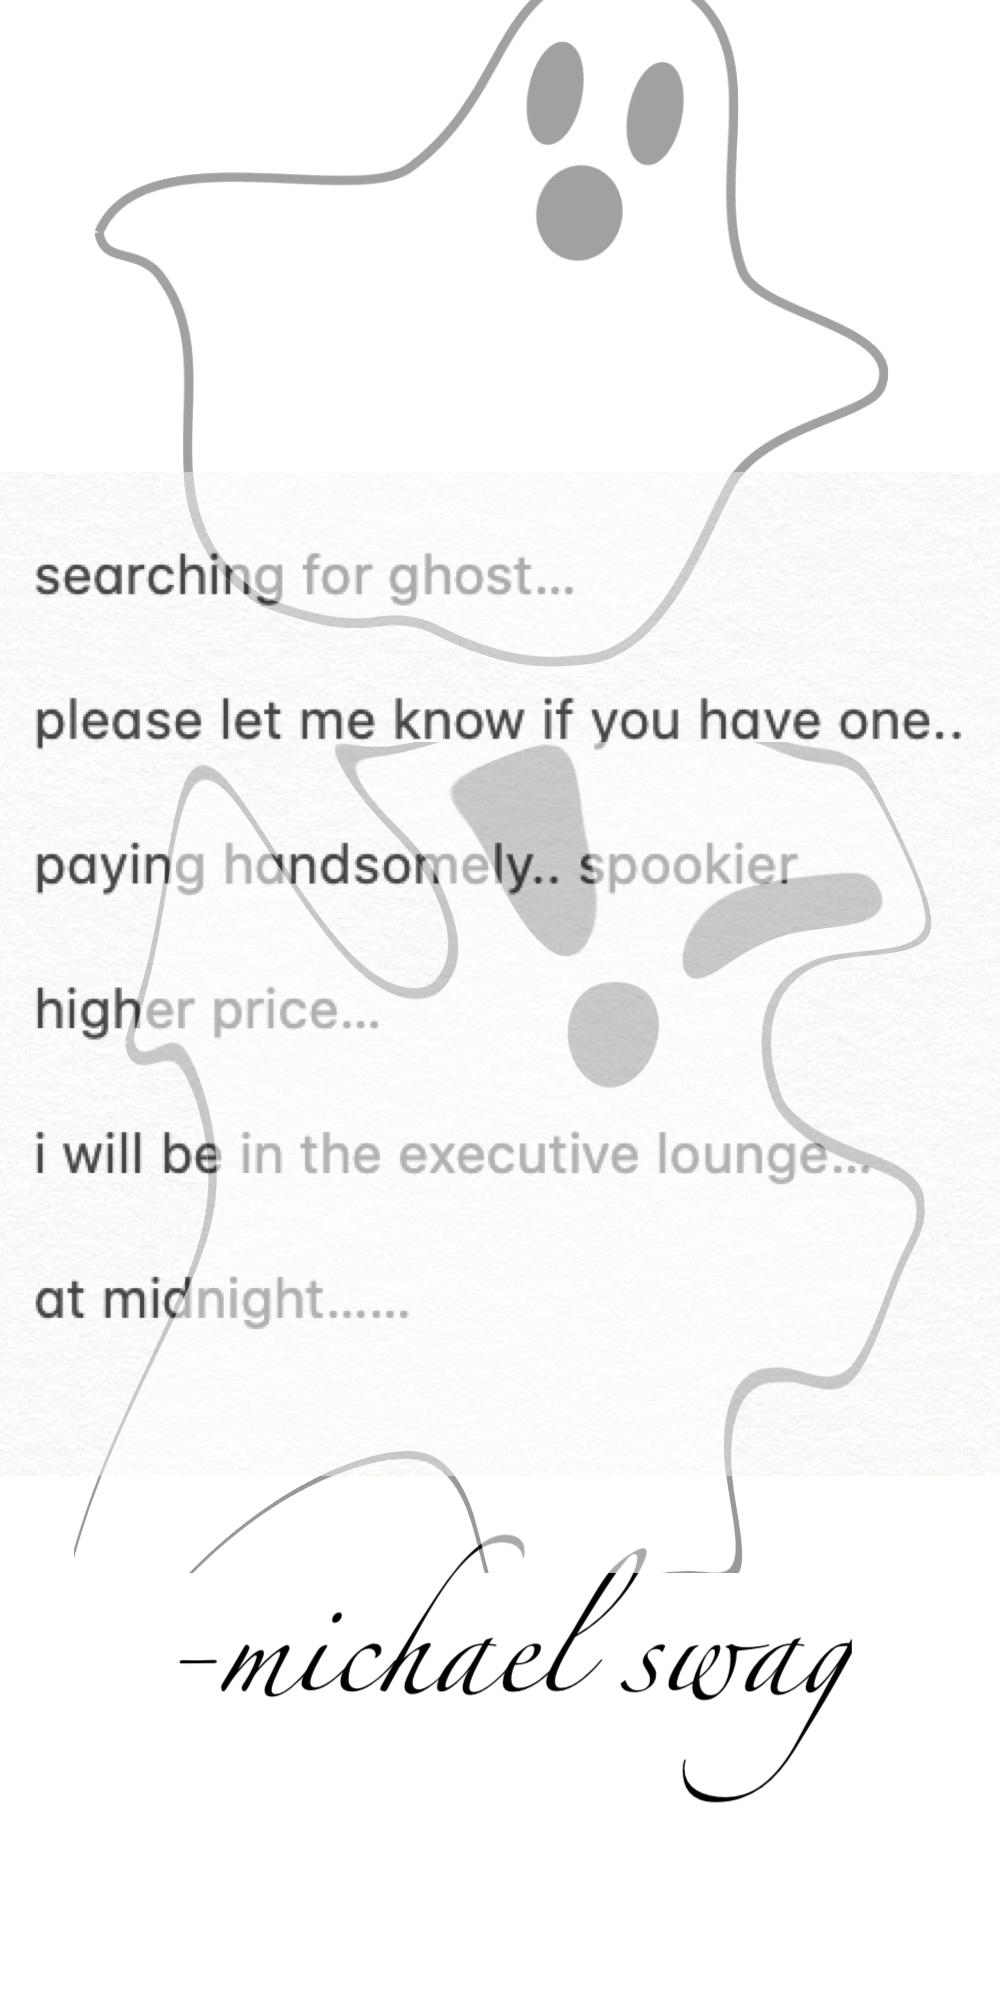 searching for ghost...
please let me know if you have one..
paying handsomely.. spookier
higher price...
i will be in the executive lounge...
at midnight......
-michael swag